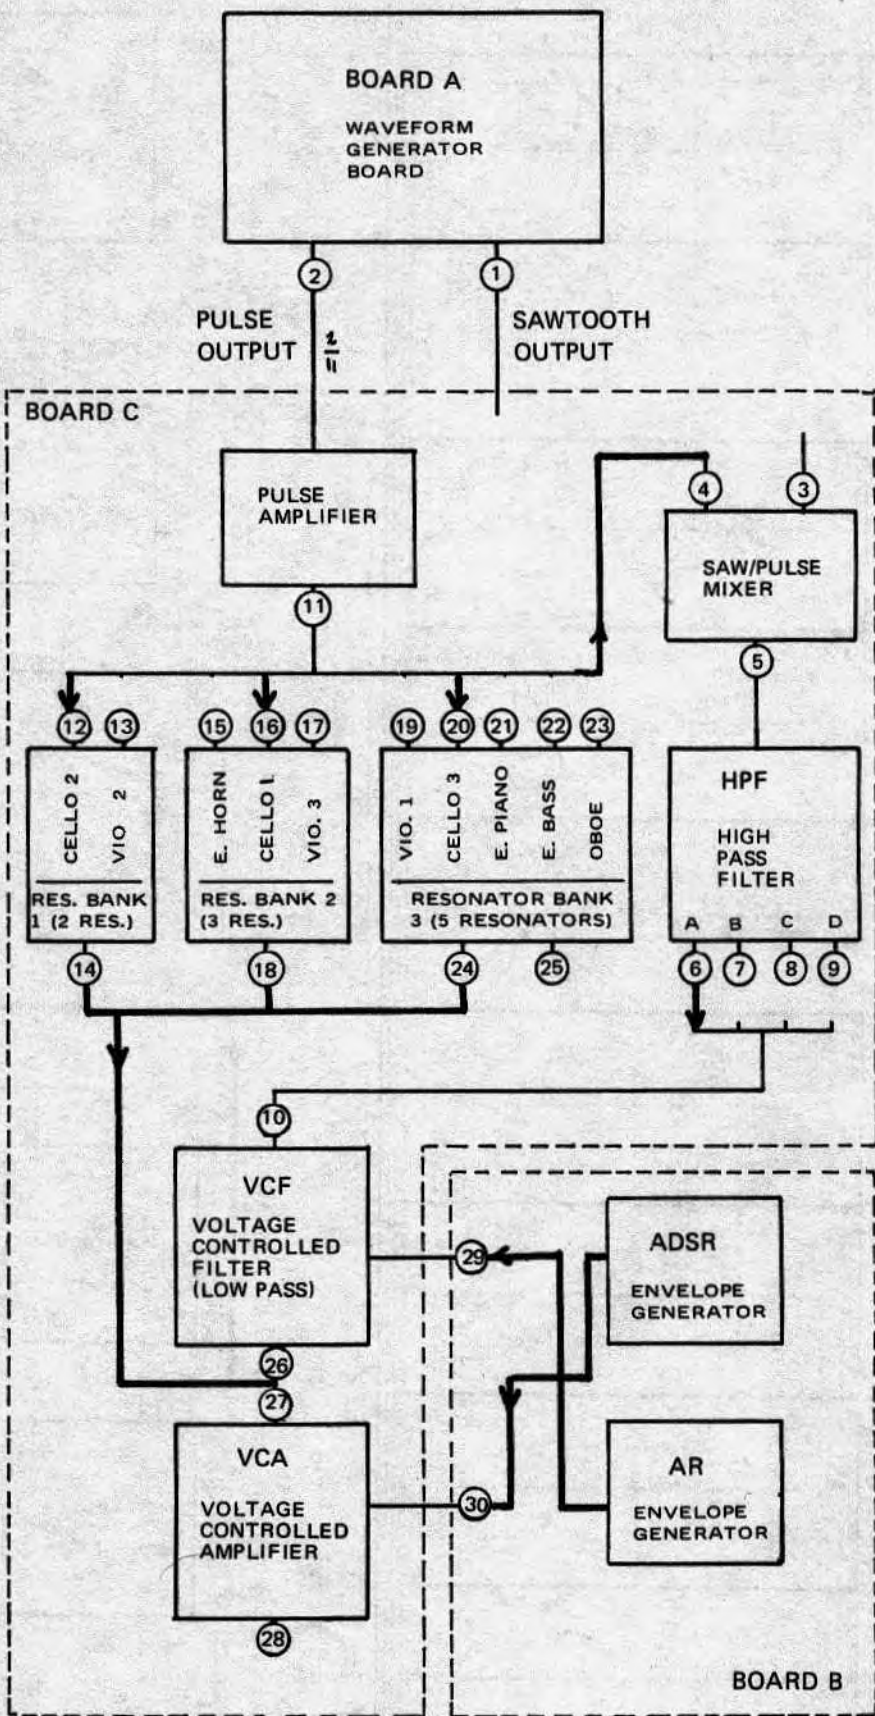 BOARD A
WAVEFORM
GENERATOR
BOARD
2
1
PULSE
OUTPUT
SAWTOOTH
OUTPUT
2
11
BOARD C
PULSE
AMPLIFIER
11
4
3
SAW/PULSE
MIXER
5
12
13
15
16
17
19
20
21
22
23
CELLO 2
VIO 2
E. HORN
CELLO 1.
VIO. 3
VIO. 1
CELLO 3
E. PIANO
E. BASS
OBOE
RES. BANK
1 (2 RES.)
RES. BANK 2
(3 RES.)
RESONATOR BANK
3 (5 RESONATORS)
HPF
HIGH
PASS
FILTER
A B C D
14
18
24
25
6
7
8
9
10
VCF
VOLTAGE
CONTROLLED
FILTER
(LOW PASS)
29
ADSR
ENVELOPE
GENERATOR
26
27
VCA
VOLTAGE
CONTROLLED
AMPLIFIER
30
AR
ENVELOPE
GENERATOR
28
BOARD B